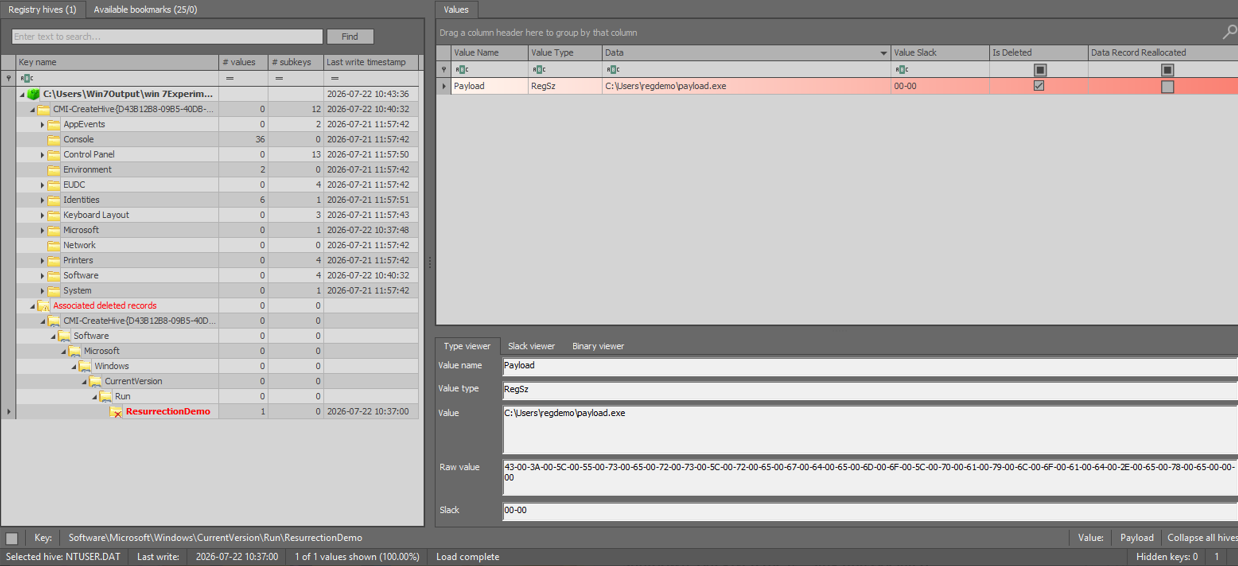 Registry hives (1) Available bookmarks (25/0)
Enter text to search... Find
Key name # values # subkeys Last write timestamp
= = =
C:\Users\Win7Output\win 7Experim... 2026-07-22 10:43:36
CMI-CreateHive{D43B12B8-09B5-40DB-... 0 12 2026-07-22 10:40:32
AppEvents 0 2 2026-07-21 11:57:42
Console 36 0 2026-07-21 11:57:42
Control Panel 0 13 2026-07-21 11:57:50
Environment 2 0 2026-07-21 11:57:42
EUDC 0 4 2026-07-21 11:57:42
Identities 6 1 2026-07-21 11:57:51
Keyboard Layout 0 3 2026-07-21 11:57:43
Microsoft 0 1 2026-07-22 10:37:48
Network 0 0 2026-07-21 11:57:42
Printers 0 4 2026-07-21 11:57:42
Software 0 4 2026-07-22 10:40:32
System 0 1 2026-07-21 11:57:42
Associated deleted records 0 0
CMI-CreateHive{D43B12B8-09B5-40D... 0 0
Software 0 0
Microsoft 0 0
Windows 0 0
CurrentVersion 0 0
Run 0 0
ResurrectionDemo 1 0 2026-07-22 10:37:00
Values
Drag a column header here to group by that column
Value Name Value Type Data Value Slack Is Deleted Data Record Reallocated
Payload RegSz C:\Users\regdemo\payload.exe 00-00
Type viewer Slack viewer Binary viewer
Value name Payload
Value type RegSz
Value C:\Users\regdemo\payload.exe
Raw value 43-00-3A-00-5C-00-55-00-73-00-65-00-72-00-73-00-5C-00-72-00-65-00-67-00-64-00-65-00-6D-00-6F-00-5C-00-70-00-61-00-79-00-6C-00-6F-00-61-00-64-00-2E-00-65-00-78-00-65-00-00-
00
Slack 00-00
Key: Software\Microsoft\Windows\CurrentVersion\Run\ResurrectionDemo Value: Payload Collapse all hives
Selected hive: NTUSER.DAT Last write: 2026-07-22 10:37:00 1 of 1 values shown (100.00%) Load complete Hidden keys: 0 1